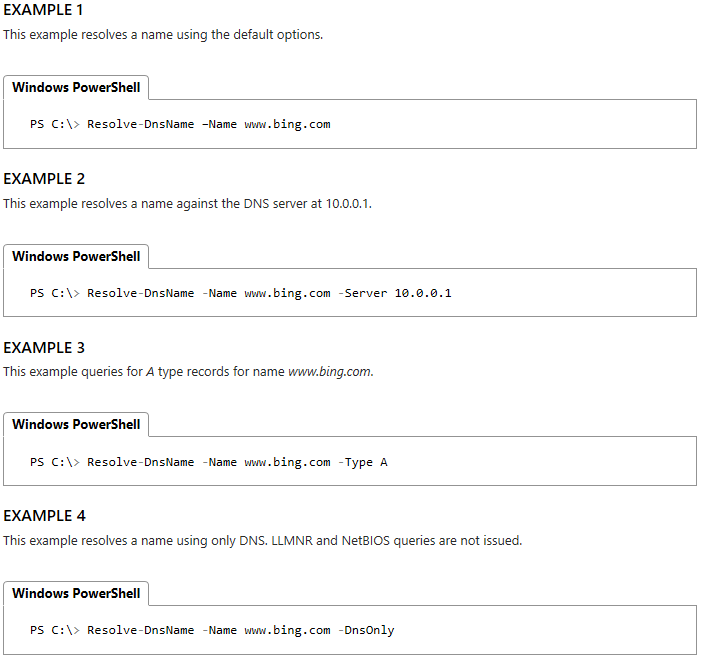 EXAMPLE 1
This example resolves a name using the default options.
Windows PowerShell
PS C:\> Resolve-DnsName –Name www.bing.com
EXAMPLE 2
This example resolves a name against the DNS server at 10.0.0.1.
Windows PowerShell
PS C:\> Resolve-DnsName -Name www.bing.com -Server 10.0.0.1
EXAMPLE 3
This example queries for A type records for name www.bing.com.
Windows PowerShell
PS C:\> Resolve-DnsName -Name www.bing.com -Type A
EXAMPLE 4
This example resolves a name using only DNS. LLMNR and NetBIOS queries are not issued.
Windows PowerShell
PS C:\> Resolve-DnsName -Name www.bing.com -DnsOnly